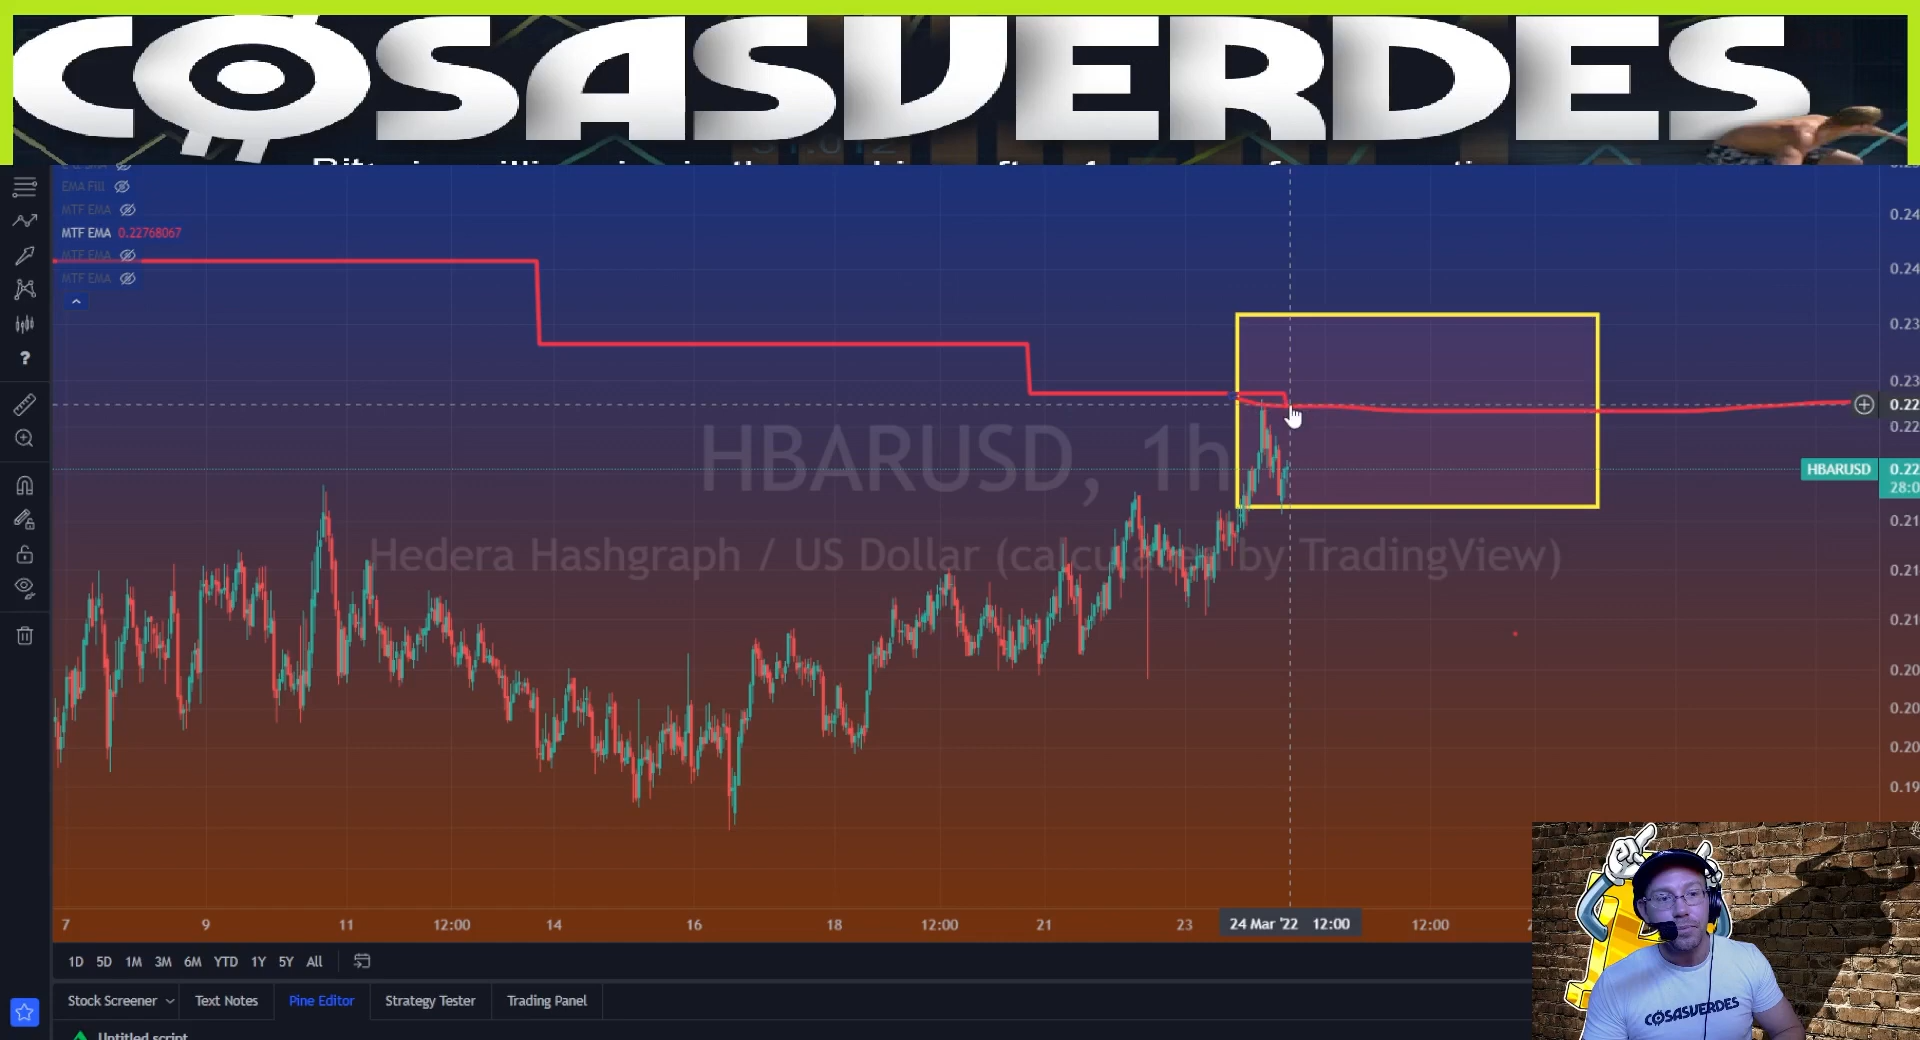 COSASVERDES
EMA Fill
MTF EMA
MTF EMA 0.22768067
MTF EMA
MTF EMA
HBARUSD, 1h
Hedera Hashgraph / US Dollar (calculated by TradingView)
0.24
0.24
0.23
0.23
0.22
0.22
HBARUSD 0.22
28:0
0.21
0.21
0.21
0.20
0.20
0.20
0.19
7 9 11 12:00 14 16 18 12:00 21 23 24 Mar '22 12:00 12:00
1D 5D 1M 3M 6M YTD 1Y 5Y All
Stock Screener Text Notes Pine Editor Strategy Tester Trading Panel
Untitled script
COSASVERDES